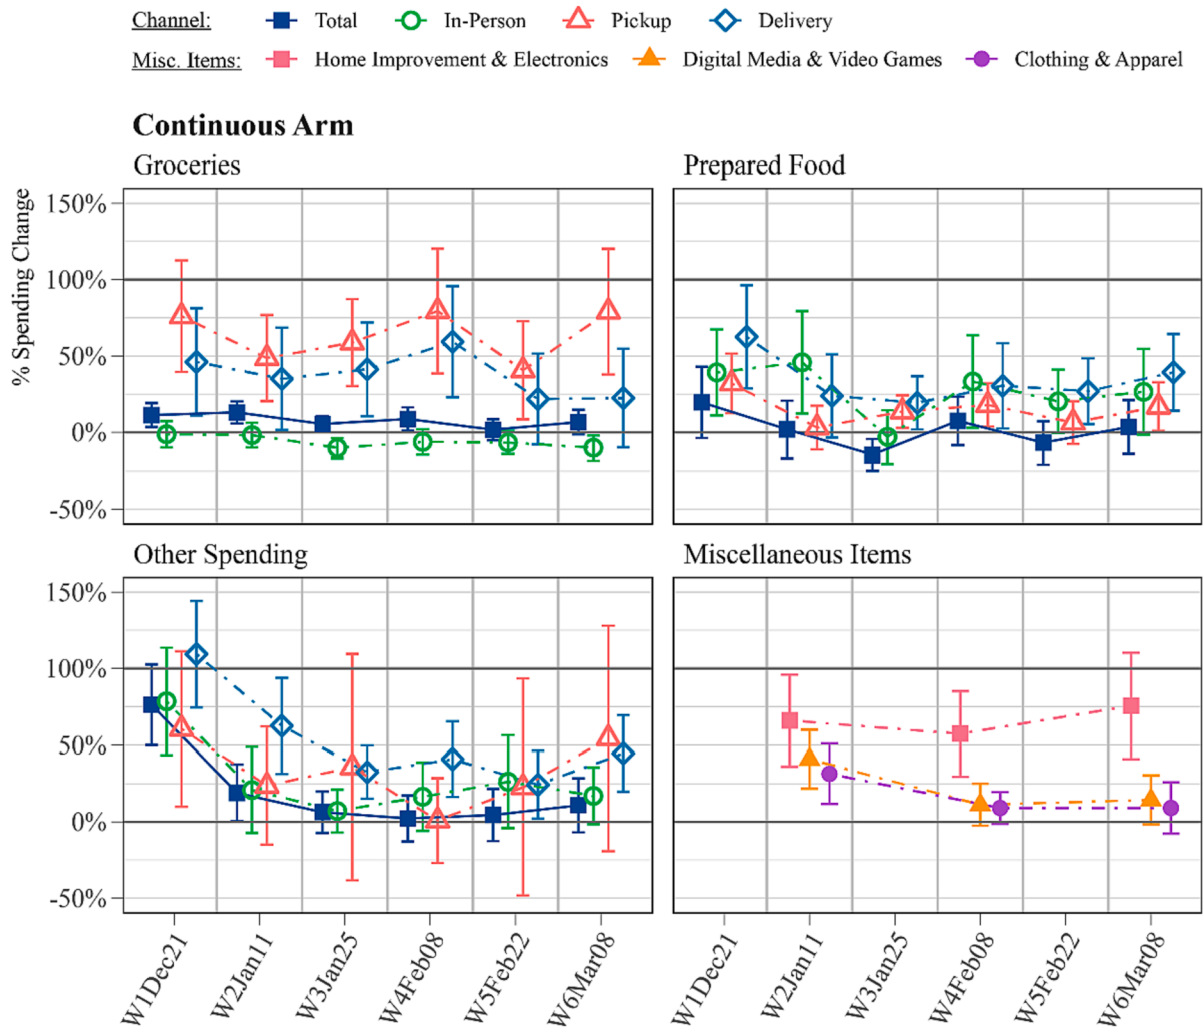 Channel: Total In-Person Pickup Delivery
Misc. Items: Home Improvement & Electronics Digital Media & Video Games Clothing & Apparel
Continuous Arm
Groceries Prepared Food
% Spending Change
150%
100%
50%
0%
-50%
Other Spending Miscellaneous Items
150%
100%
50%
0%
-50%
W1Dec21 W2Jan11 W3Jan25 W4Feb08 W5Feb22 W6Mar08 W1Dec21 W2Jan11 W3Jan25 W4Feb08 W5Feb22 W6Mar08